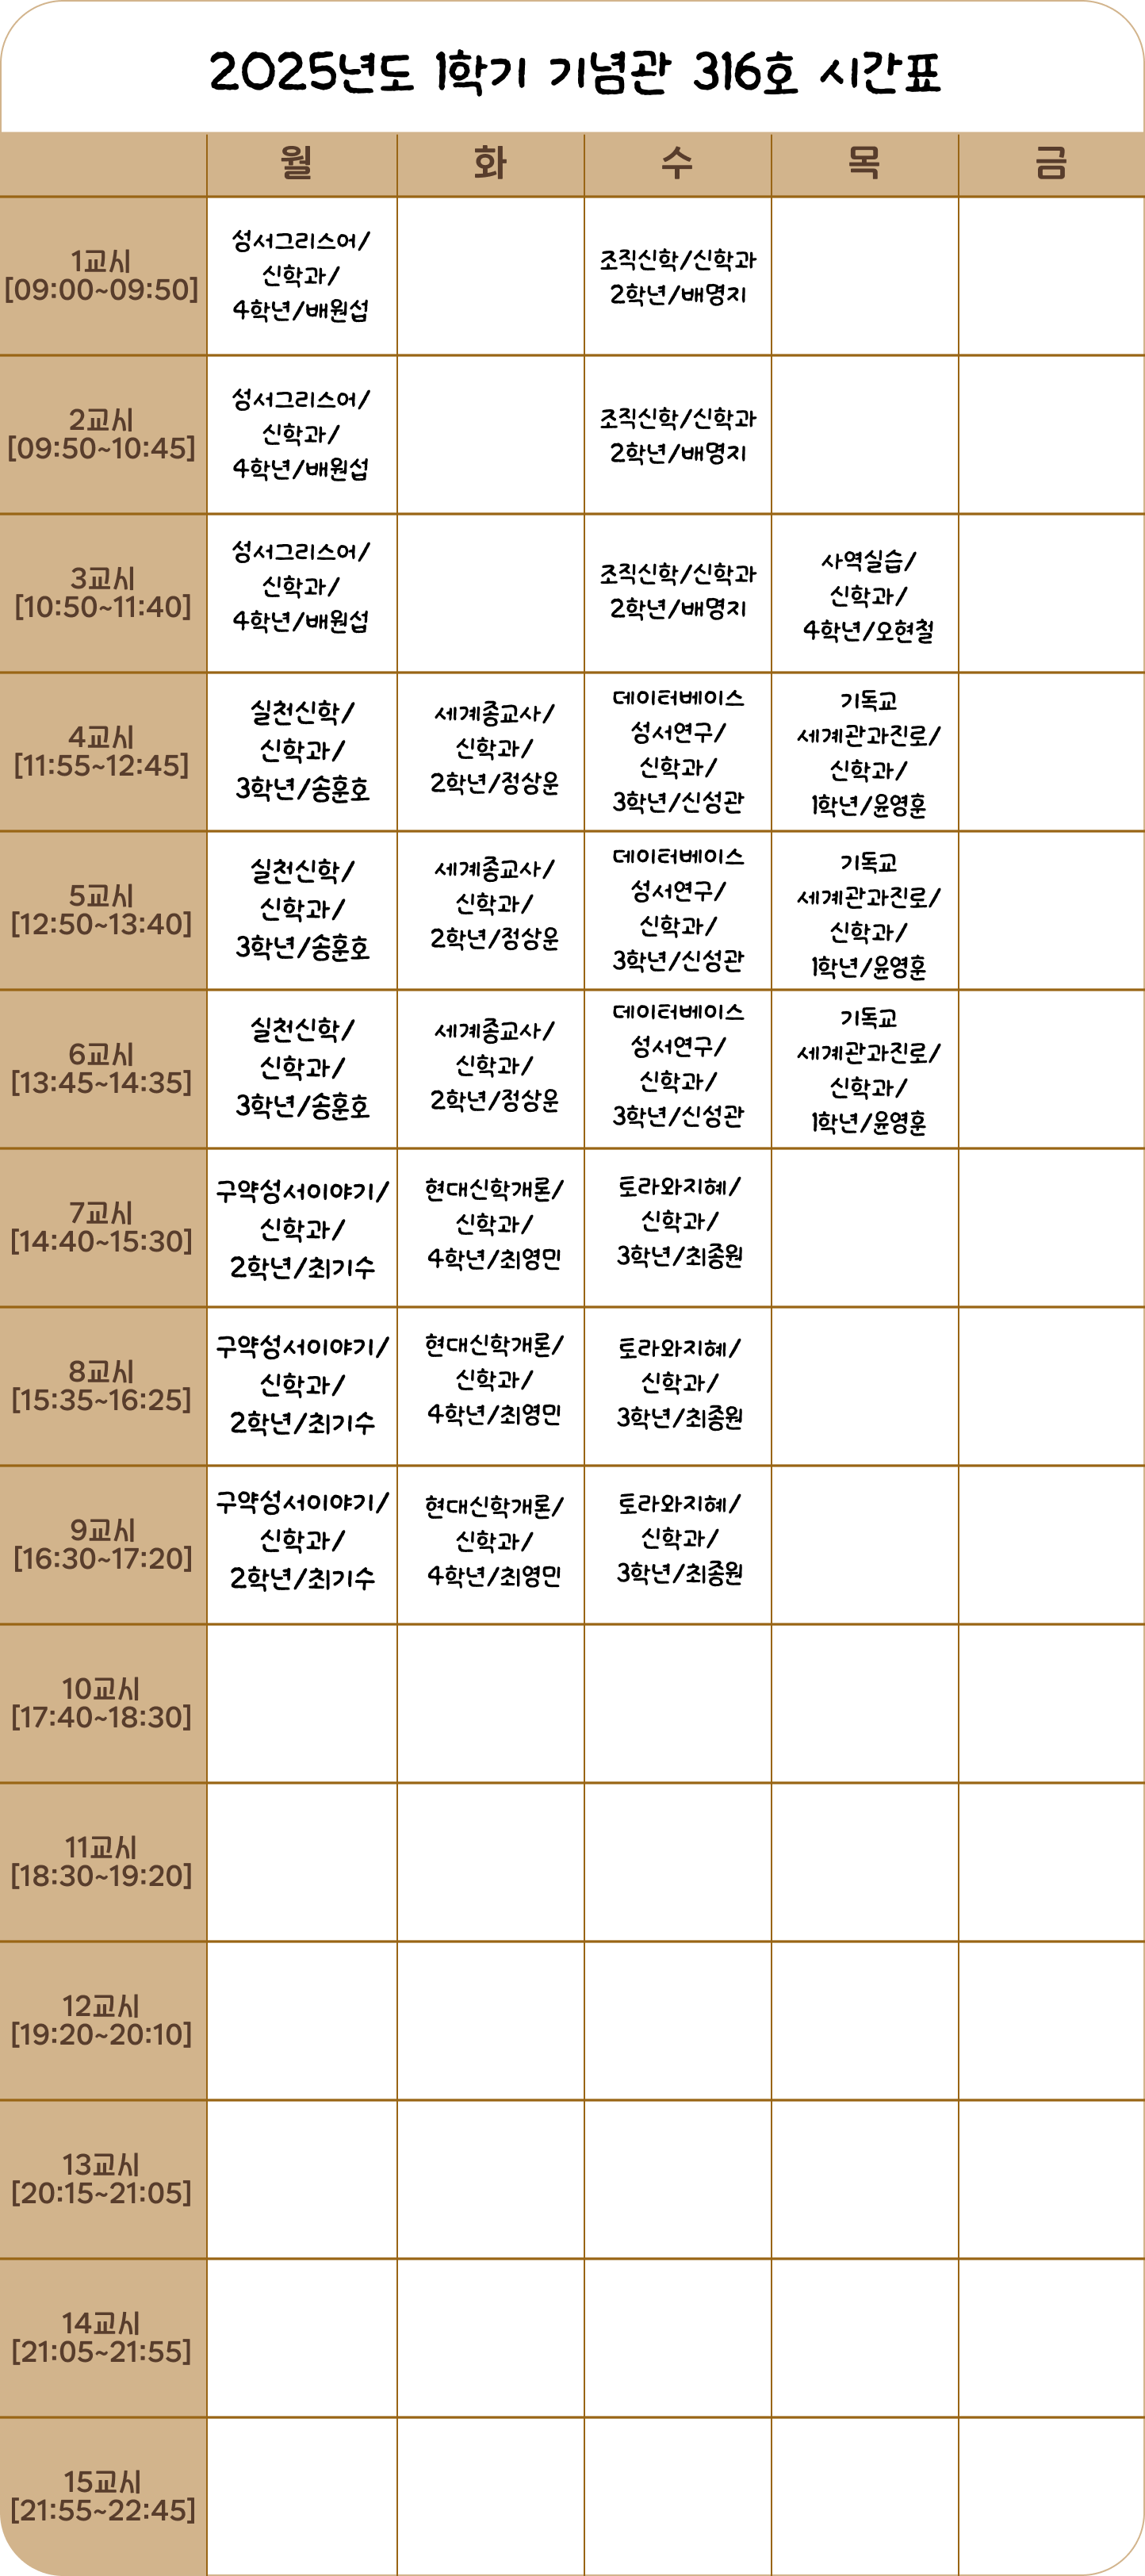 2025년도 1학기 기념관 316호 시간표
월 화 수 목 금
1교시
[09:00~09:50]
성서그리스어/
신학과/
4학년/배원섭
조직신학/신학과
2학년/배명지
2교시
[09:50~10:45]
성서그리스어/
신학과/
4학년/배원섭
조직신학/신학과
2학년/배명지
3교시
[10:50~11:40]
성서그리스어/
신학과/
4학년/배원섭
조직신학/신학과
2학년/배명지
사역실습/
신학과/
4학년/오현철
4교시
[11:55~12:45]
실천신학/
신학과/
3학년/송훈호
세계종교사/
신학과/
2학년/정상운
데이터베이스
성서연구/
신학과/
3학년/신성관
기독교
세계관과진로/
신학과/
1학년/윤영훈
5교시
[12:50~13:40]
실천신학/
신학과/
3학년/송훈호
세계종교사/
신학과/
2학년/정상운
데이터베이스
성서연구/
신학과/
3학년/신성관
기독교
세계관과진로/
신학과/
1학년/윤영훈
6교시
[13:45~14:35]
실천신학/
신학과/
3학년/송훈호
세계종교사/
신학과/
2학년/정상운
데이터베이스
성서연구/
신학과/
3학년/신성관
기독교
세계관과진로/
신학과/
1학년/윤영훈
7교시
[14:40~15:30]
구약성서이야기/
신학과/
2학년/최기수
현대신학개론/
신학과/
4학년/최영민
토라와지혜/
신학과/
3학년/최종원
8교시
[15:35~16:25]
구약성서이야기/
신학과/
2학년/최기수
현대신학개론/
신학과/
4학년/최영민
토라와지혜/
신학과/
3학년/최종원
9교시
[16:30~17:20]
구약성서이야기/
신학과/
2학년/최기수
현대신학개론/
신학과/
4학년/최영민
토라와지혜/
신학과/
3학년/최종원
10교시
[17:40~18:30]
11교시
[18:30~19:20]
12교시
[19:20~20:10]
13교시
[20:15~21:05]
14교시
[21:05~21:55]
15교시
[21:55~22:45]